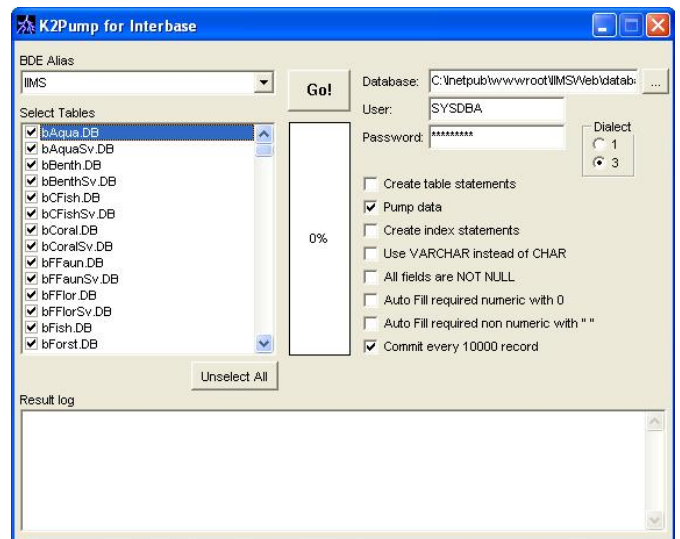 K2Pump for Interbase
BDE Alias
IIMS
Select Tables
bAqua.DB
bAquaSv.DB
bBenth.DB
bBenthSv.DB
bCFish.DB
bCFishSv.DB
bCoral.DB
bCoralSv.DB
bFFaun.DB
bFFaunSv.DB
bFFlor.DB
bFFlorSv.DB
bFish.DB
bForst.DB
Unselect All
Go!
0%
Database: C:\Inetpub\wwwroot\IIMSWeb\datab ...
User: SYSDBA
Password: *********
Dialect
1
3
Create table statements
Pump data
Create index statements
Use VARCHAR instead of CHAR
All fields are NOT NULL
Auto Fill required numeric with 0
Auto Fill required non numeric with " "
Commit every 10000 record
Result log